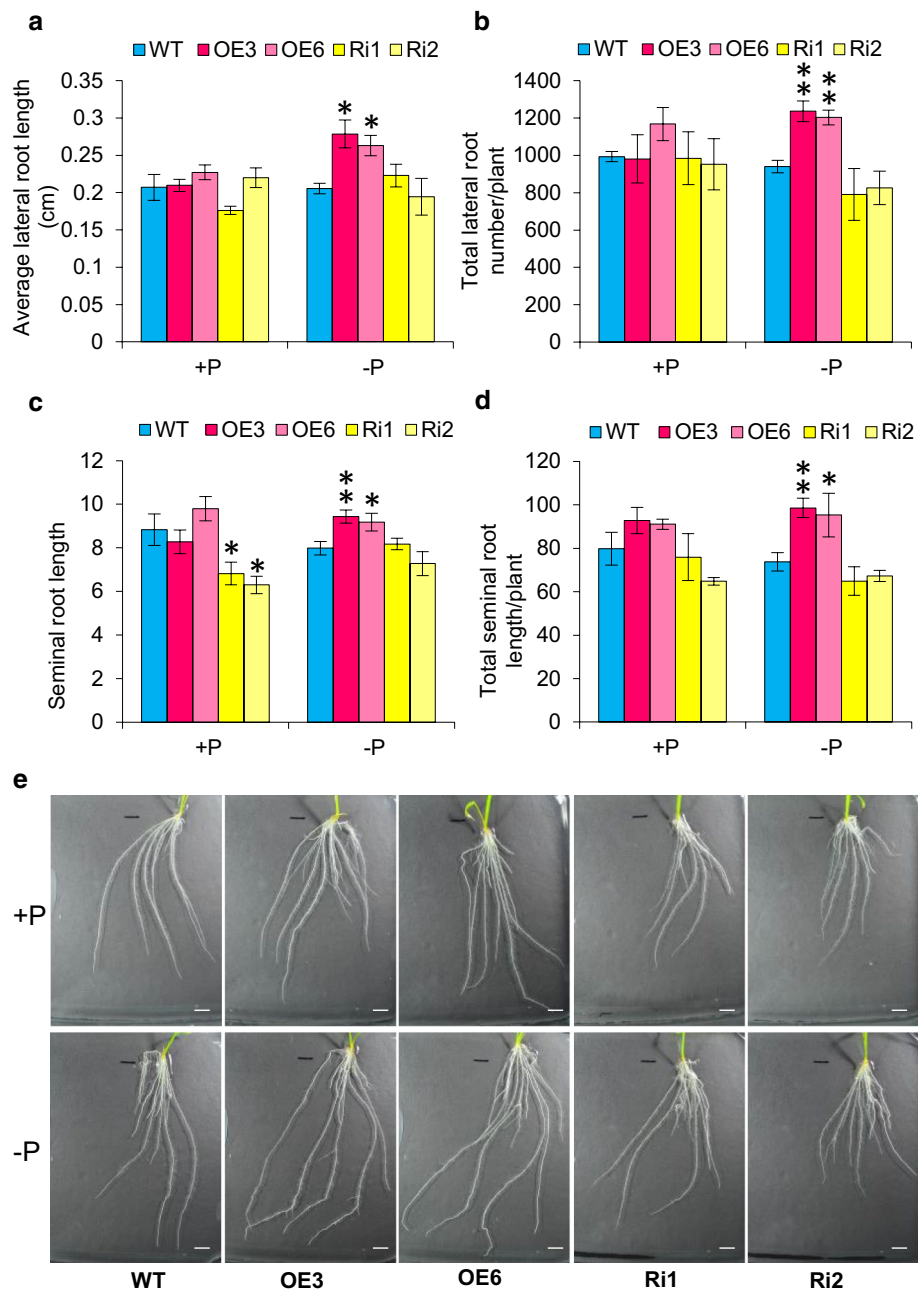 a
WT OE3 OE6 Ri1 Ri2
Average lateral root length
(cm)
0.35
0.3
0.25
0.2
0.15
0.1
0.05
0
* *
+P -P
b
WT OE3 OE6 Ri1 Ri2
Total lateral root
number/plant
1400
1200
1000
800
600
400
200
0
** **
+P -P
c
WT OE3 OE6 Ri1 Ri2
Seminal root length
12
10
8
6
4
2
0
* * ** *
+P -P
d
WT OE3 OE6 Ri1 Ri2
Total seminal root
length/plant
120
100
80
60
40
20
0
** *
+P -P
e
+P
-P
WT OE3 OE6 Ri1 Ri2